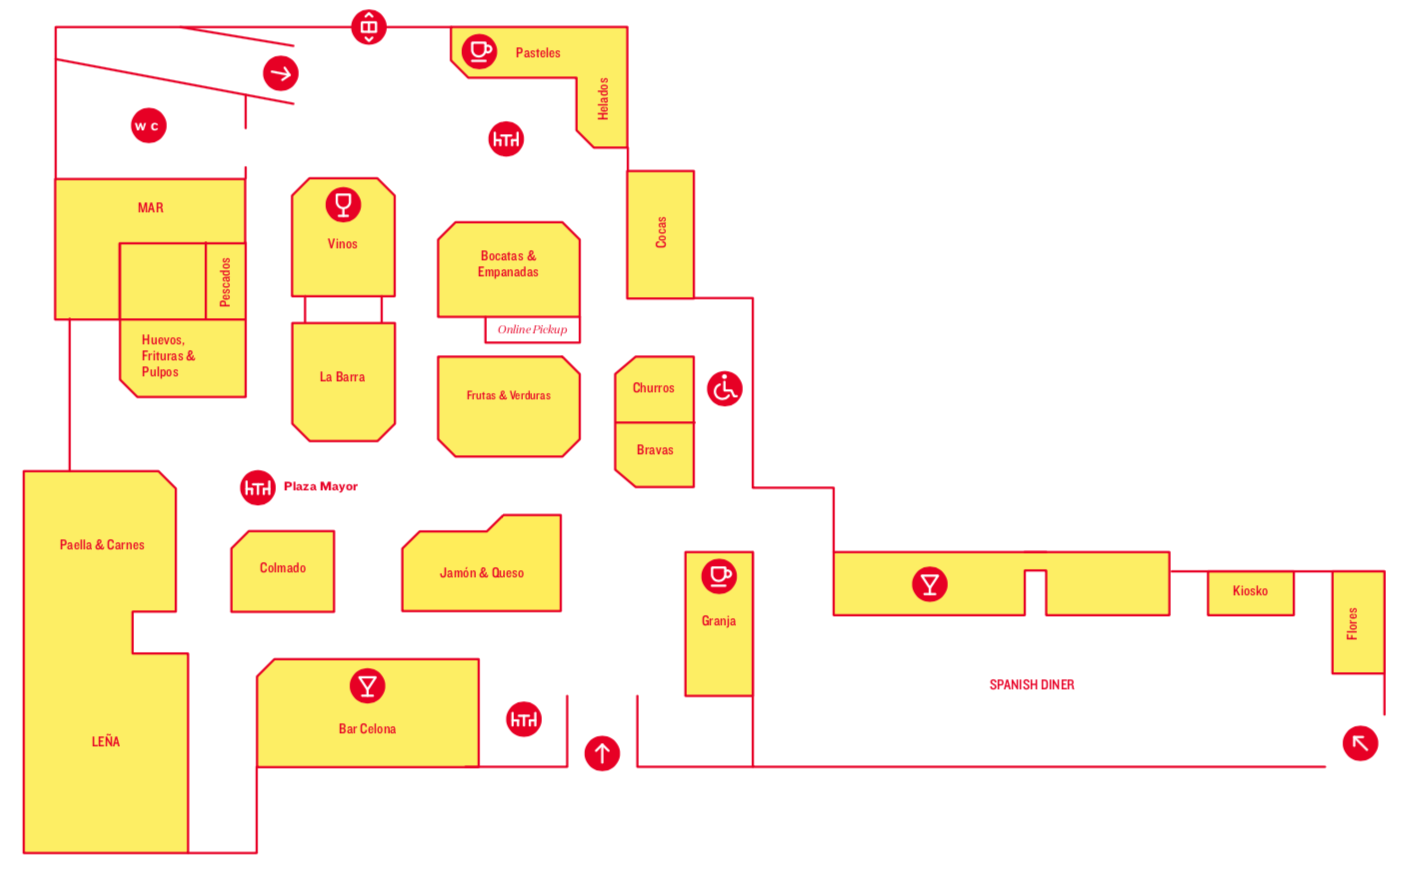 Pasteles
Helados
w c
MAR
Vinos
Cocas
Bocatas &
Empanadas
Pescados
Online Pickup
Huevos,
Frituras &
Pulpos
La Barra
Churros
Frutas & Verduras
Bravas
Plaza Mayor
Paella & Carnes
Colmado
Jamón & Queso
Kiosko
Granja
Flores
SPANISH DINER
Bar Celona
LEÑA